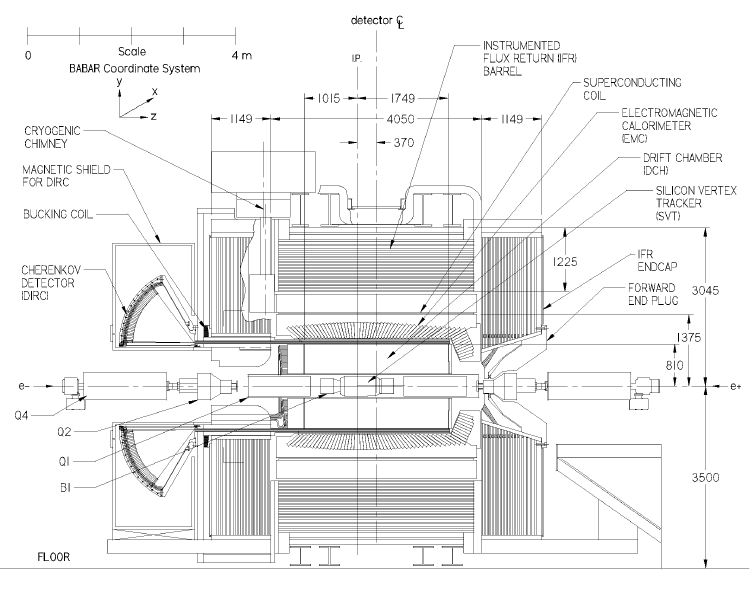 detector ℄
0
4 m
Scale
BABAR Coordinate System
y
x
z
I.P.
INSTRUMENTED
FLUX RETURN (IFR)
BARREL
SUPERCONDUCTING
COIL
ELECTROMAGNETIC
CALORIMETER
(EMC)
DRIFT CHAMBER
(DCH)
SILICON VERTEX
TRACKER
(SVT)
IFR
ENDCAP
FORWARD
END PLUG
1015
1749
1149
4050
1149
370
CRYOGENIC
CHIMNEY
MAGNETIC SHIELD
FOR DIRC
BUCKING COIL
CHERENKOV
DETECTOR
(DIRC)
1225
3045
1375
810
e-
e+
Q4
Q2
Q1
B1
3500
FLOOR